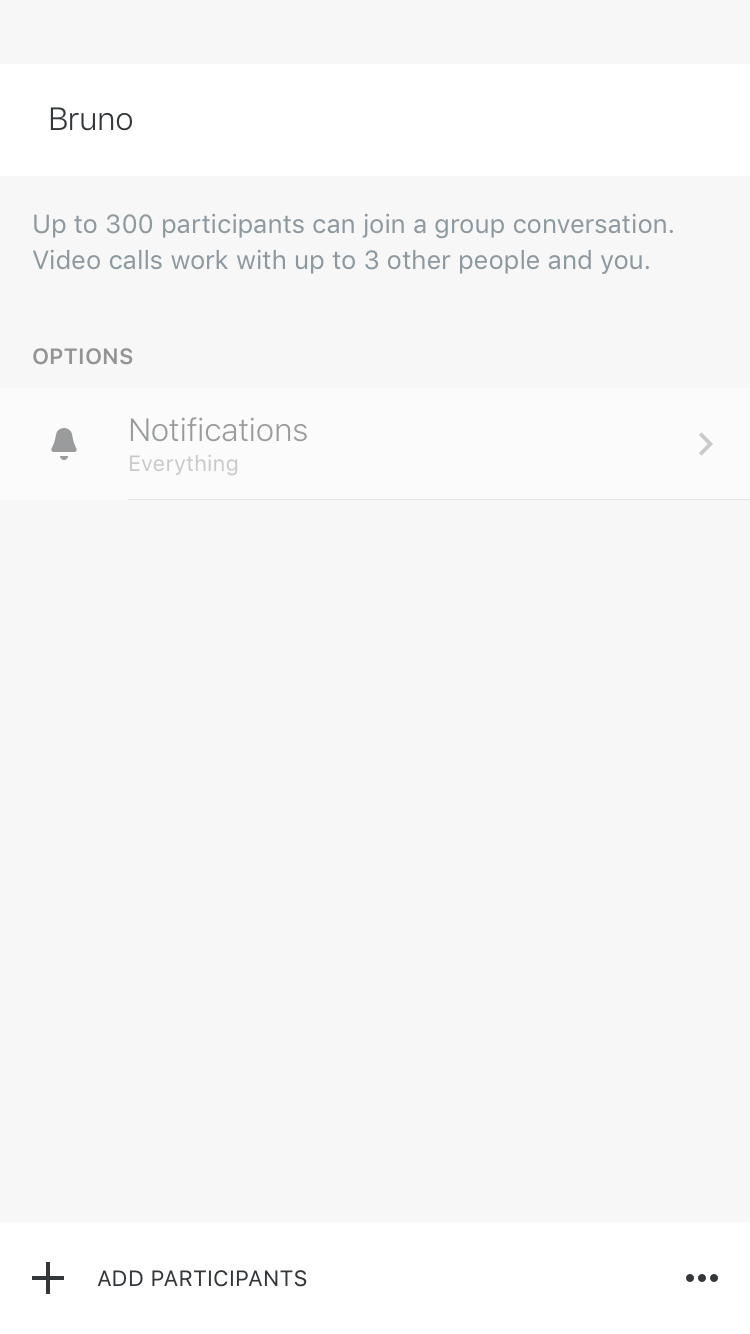 Bruno
Up to 300 participants can join a group conversation.
Video calls work with up to 3 other people and you.
OPTIONS
Notifications
Everything
ADD PARTICIPANTS